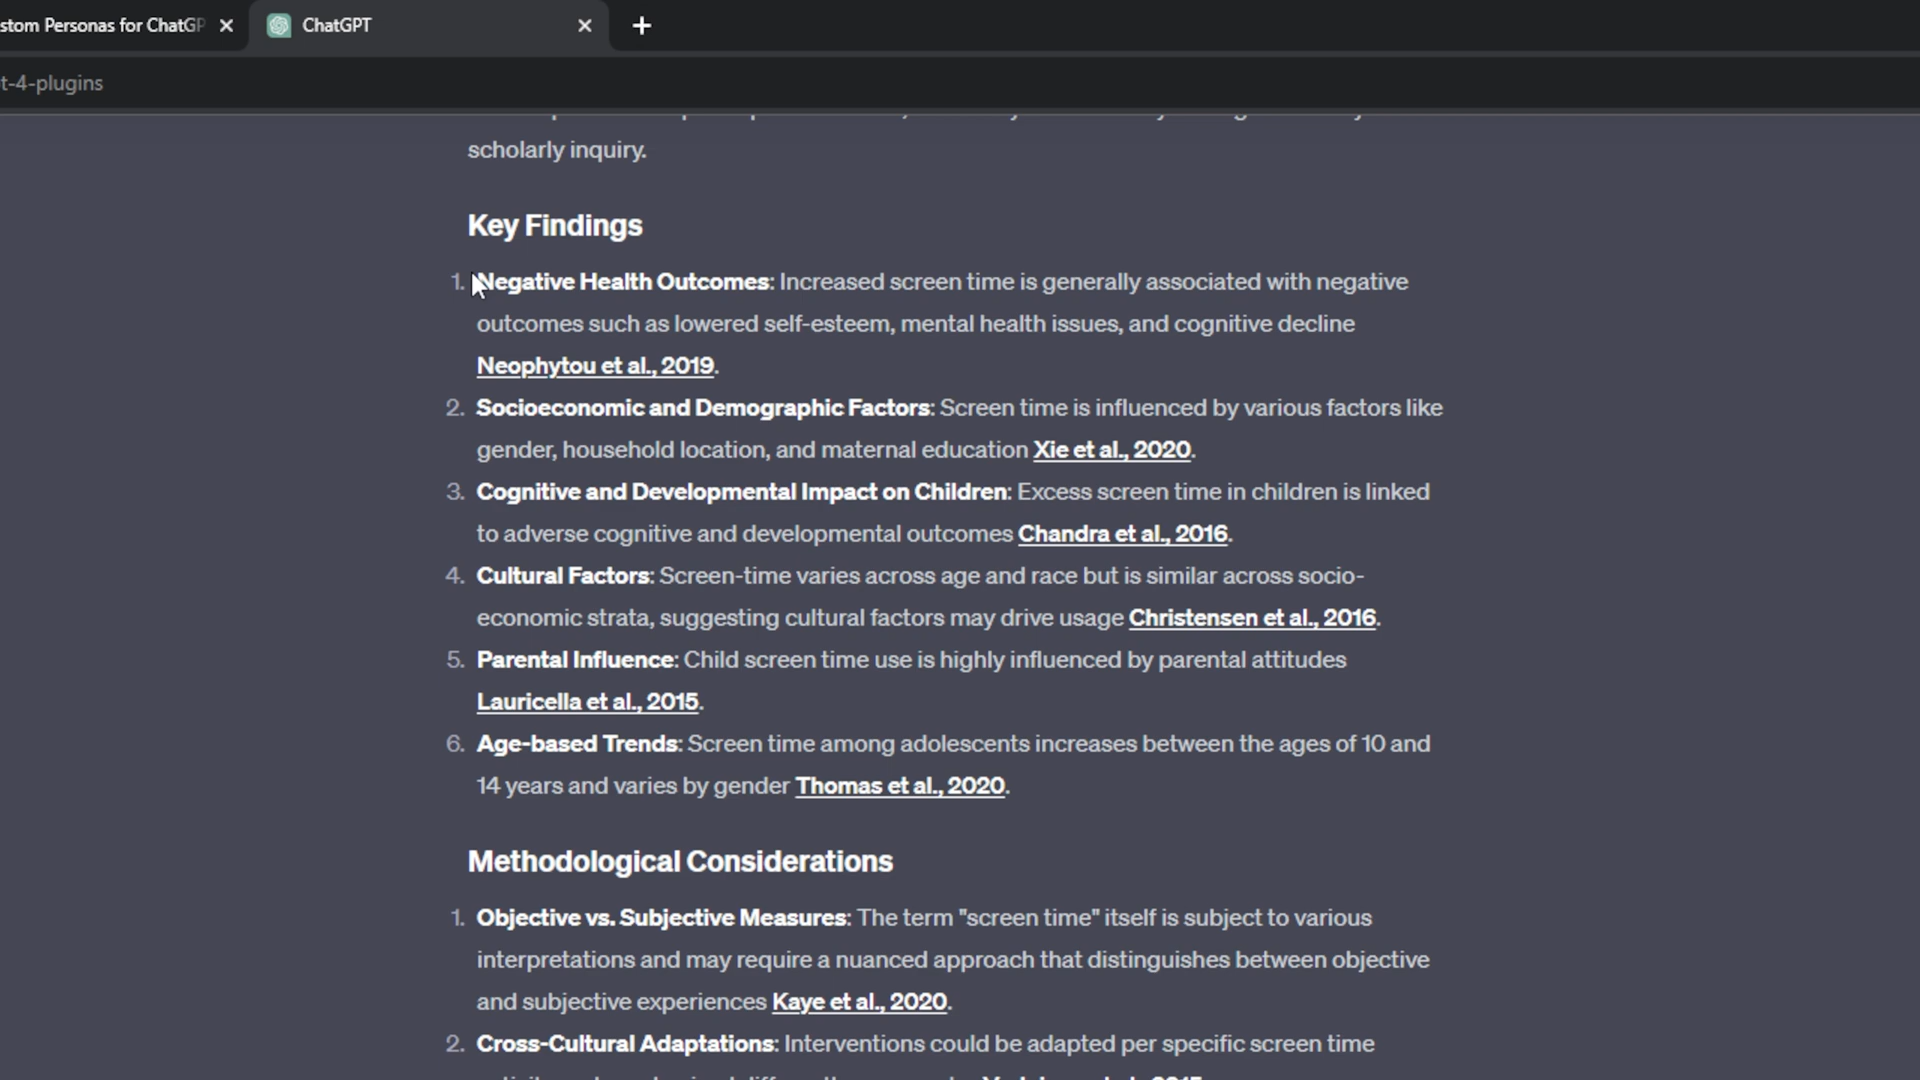 stom Personas for ChatGP
ChatGPT
t-4-plugins
scholarly inquiry.
Key Findings
1. Negative Health Outcomes: Increased screen time is generally associated with negative
outcomes such as lowered self-esteem, mental health issues, and cognitive decline
Neophytou et al., 2019.
2. Socioeconomic and Demographic Factors: Screen time is influenced by various factors like
gender, household location, and maternal education Xie et al., 2020.
3. Cognitive and Developmental Impact on Children: Excess screen time in children is linked
to adverse cognitive and developmental outcomes Chandra et al., 2016.
4. Cultural Factors: Screen-time varies across age and race but is similar across socio-
economic strata, suggesting cultural factors may drive usage Christensen et al., 2016.
5. Parental Influence: Child screen time use is highly influenced by parental attitudes
Lauricella et al., 2015.
6. Age-based Trends: Screen time among adolescents increases between the ages of 10 and
14 years and varies by gender Thomas et al., 2020.
Methodological Considerations
1. Objective vs. Subjective Measures: The term "screen time" itself is subject to various
interpretations and may require a nuanced approach that distinguishes between objective
and subjective experiences Kaye et al., 2020.
2. Cross-Cultural Adaptations: Interventions could be adapted per specific screen time